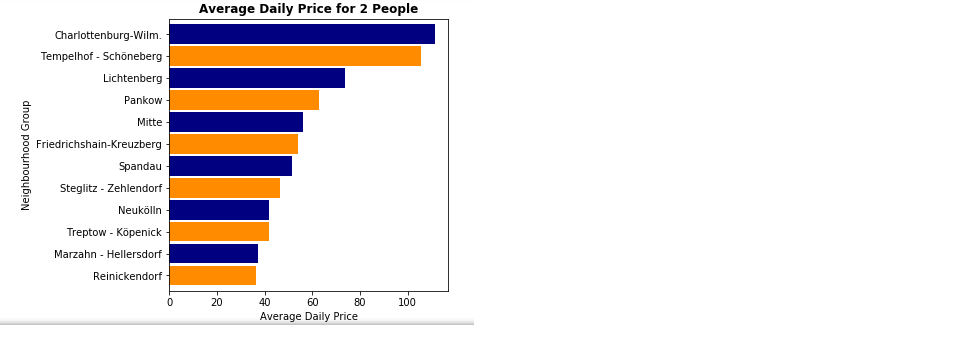 Average Daily Price for 2 People
Charlottenburg-Wilm.
Tempelhof - Schöneberg
Lichtenberg
Pankow
Mitte
Friedrichshain-Kreuzberg
Spandau
Steglitz - Zehlendorf
Neukölln
Treptow - Köpenick
Marzahn - Hellersdorf
Reinickendorf
Neighbourhood Group
0 20 40 60 80 100
Average Daily Price